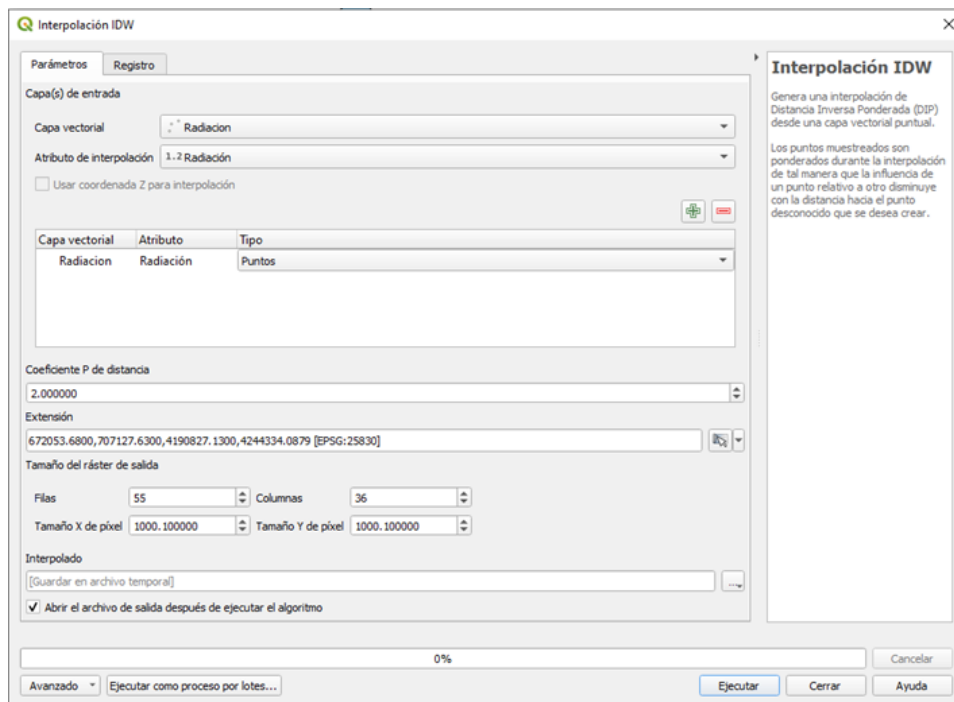 Interpolación IDW
Parámetros
Registro
Capa(s) de entrada
Capa vectorial
Radiacion
Atributo de interpolación
1.2 Radiación
Usar coordenada Z para interpolación
Capa vectorial Atributo Tipo
Radiacion Radiación Puntos
Coeficiente P de distancia
2.000000
Extensión
672053.6800,707127.6300,4190827.1300,4244334.0879 [EPSG:25830]
Tamaño del ráster de salida
Filas 55 Columnas 36
Tamaño X de píxel 1000.100000 Tamaño Y de píxel 1000.100000
Interpolado
[Guardar en archivo temporal]
...
Abrir el archivo de salida después de ejecutar el algoritmo
Interpolación IDW
Genera una interpolación de
Distancia Inversa Ponderada (DIP)
desde una capa vectorial puntual.
Los puntos muestreados son
ponderados durante la interpolación
de tal manera que la influencia de
un punto relativo a otro disminuye
con la distancia hacia el punto
desconocido que se desea crear.
0%
Cancelar
Avanzado
Ejecutar como proceso por lotes...
Ejecutar
Cerrar
Ayuda